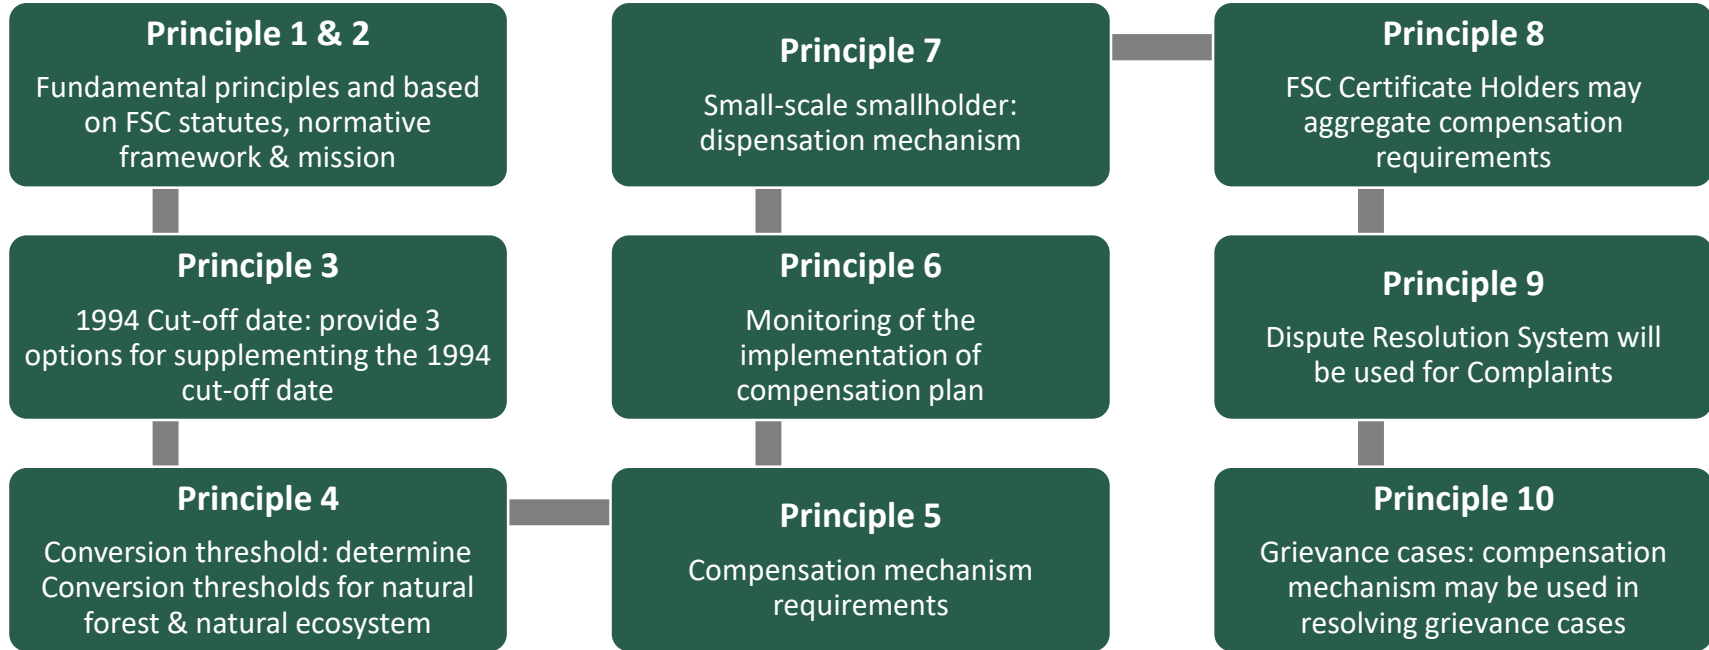 Principle 1 & 2
Fundamental principles and based
on FSC statutes, normative
framework & mission
Principle 3
1994 Cut-off date: provide 3
options for supplementing the 1994
cut-off date
Principle 4
Conversion threshold: determine
Conversion thresholds for natural
forest & natural ecosystem
Principle 5
Compensation mechanism
requirements
Principle 6
Monitoring of the
implementation of
compensation plan
Principle 7
Small-scale smallholder:
dispensation mechanism
Principle 8
FSC Certificate Holders may
aggregate compensation
requirements
Principle 9
Dispute Resolution System will
be used for Complaints
Principle 10
Grievance cases: compensation
mechanism may be used in
resolving grievance cases